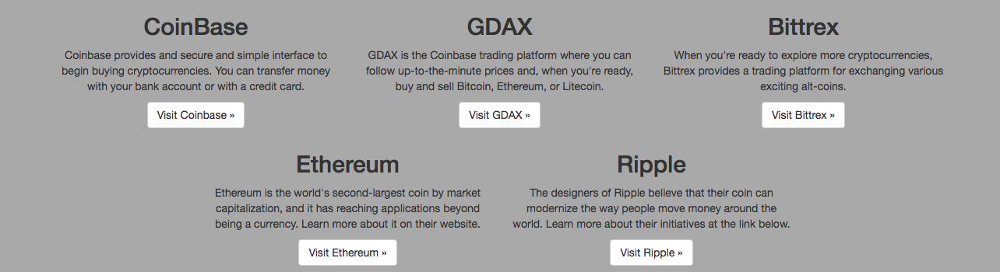 CoinBase
Coinbase provides and secure and simple interface to
begin buying cryptocurrencies. You can transfer money
with your bank account or with a credit card.
Visit Coinbase »
GDAX
GDAX is the Coinbase trading platform where you can
follow up-to-the-minute prices and, when you're ready,
buy and sell Bitcoin, Ethereum, or Litecoin.
Visit GDAX »
Bittrex
When you're ready to explore more cryptocurrencies,
Bittrex provides a trading platform for exchanging various
exciting alt-coins.
Visit Bittrex »
Ethereum
Ethereum is the world's second-largest coin by market
capitalization, and it has reaching applications beyond
being a currency. Learn more about it on their website.
Visit Ethereum »
Ripple
The designers of Ripple believe that their coin can
modernize the way people move money around the
world. Learn more about their initiatives at the link below.
Visit Ripple »